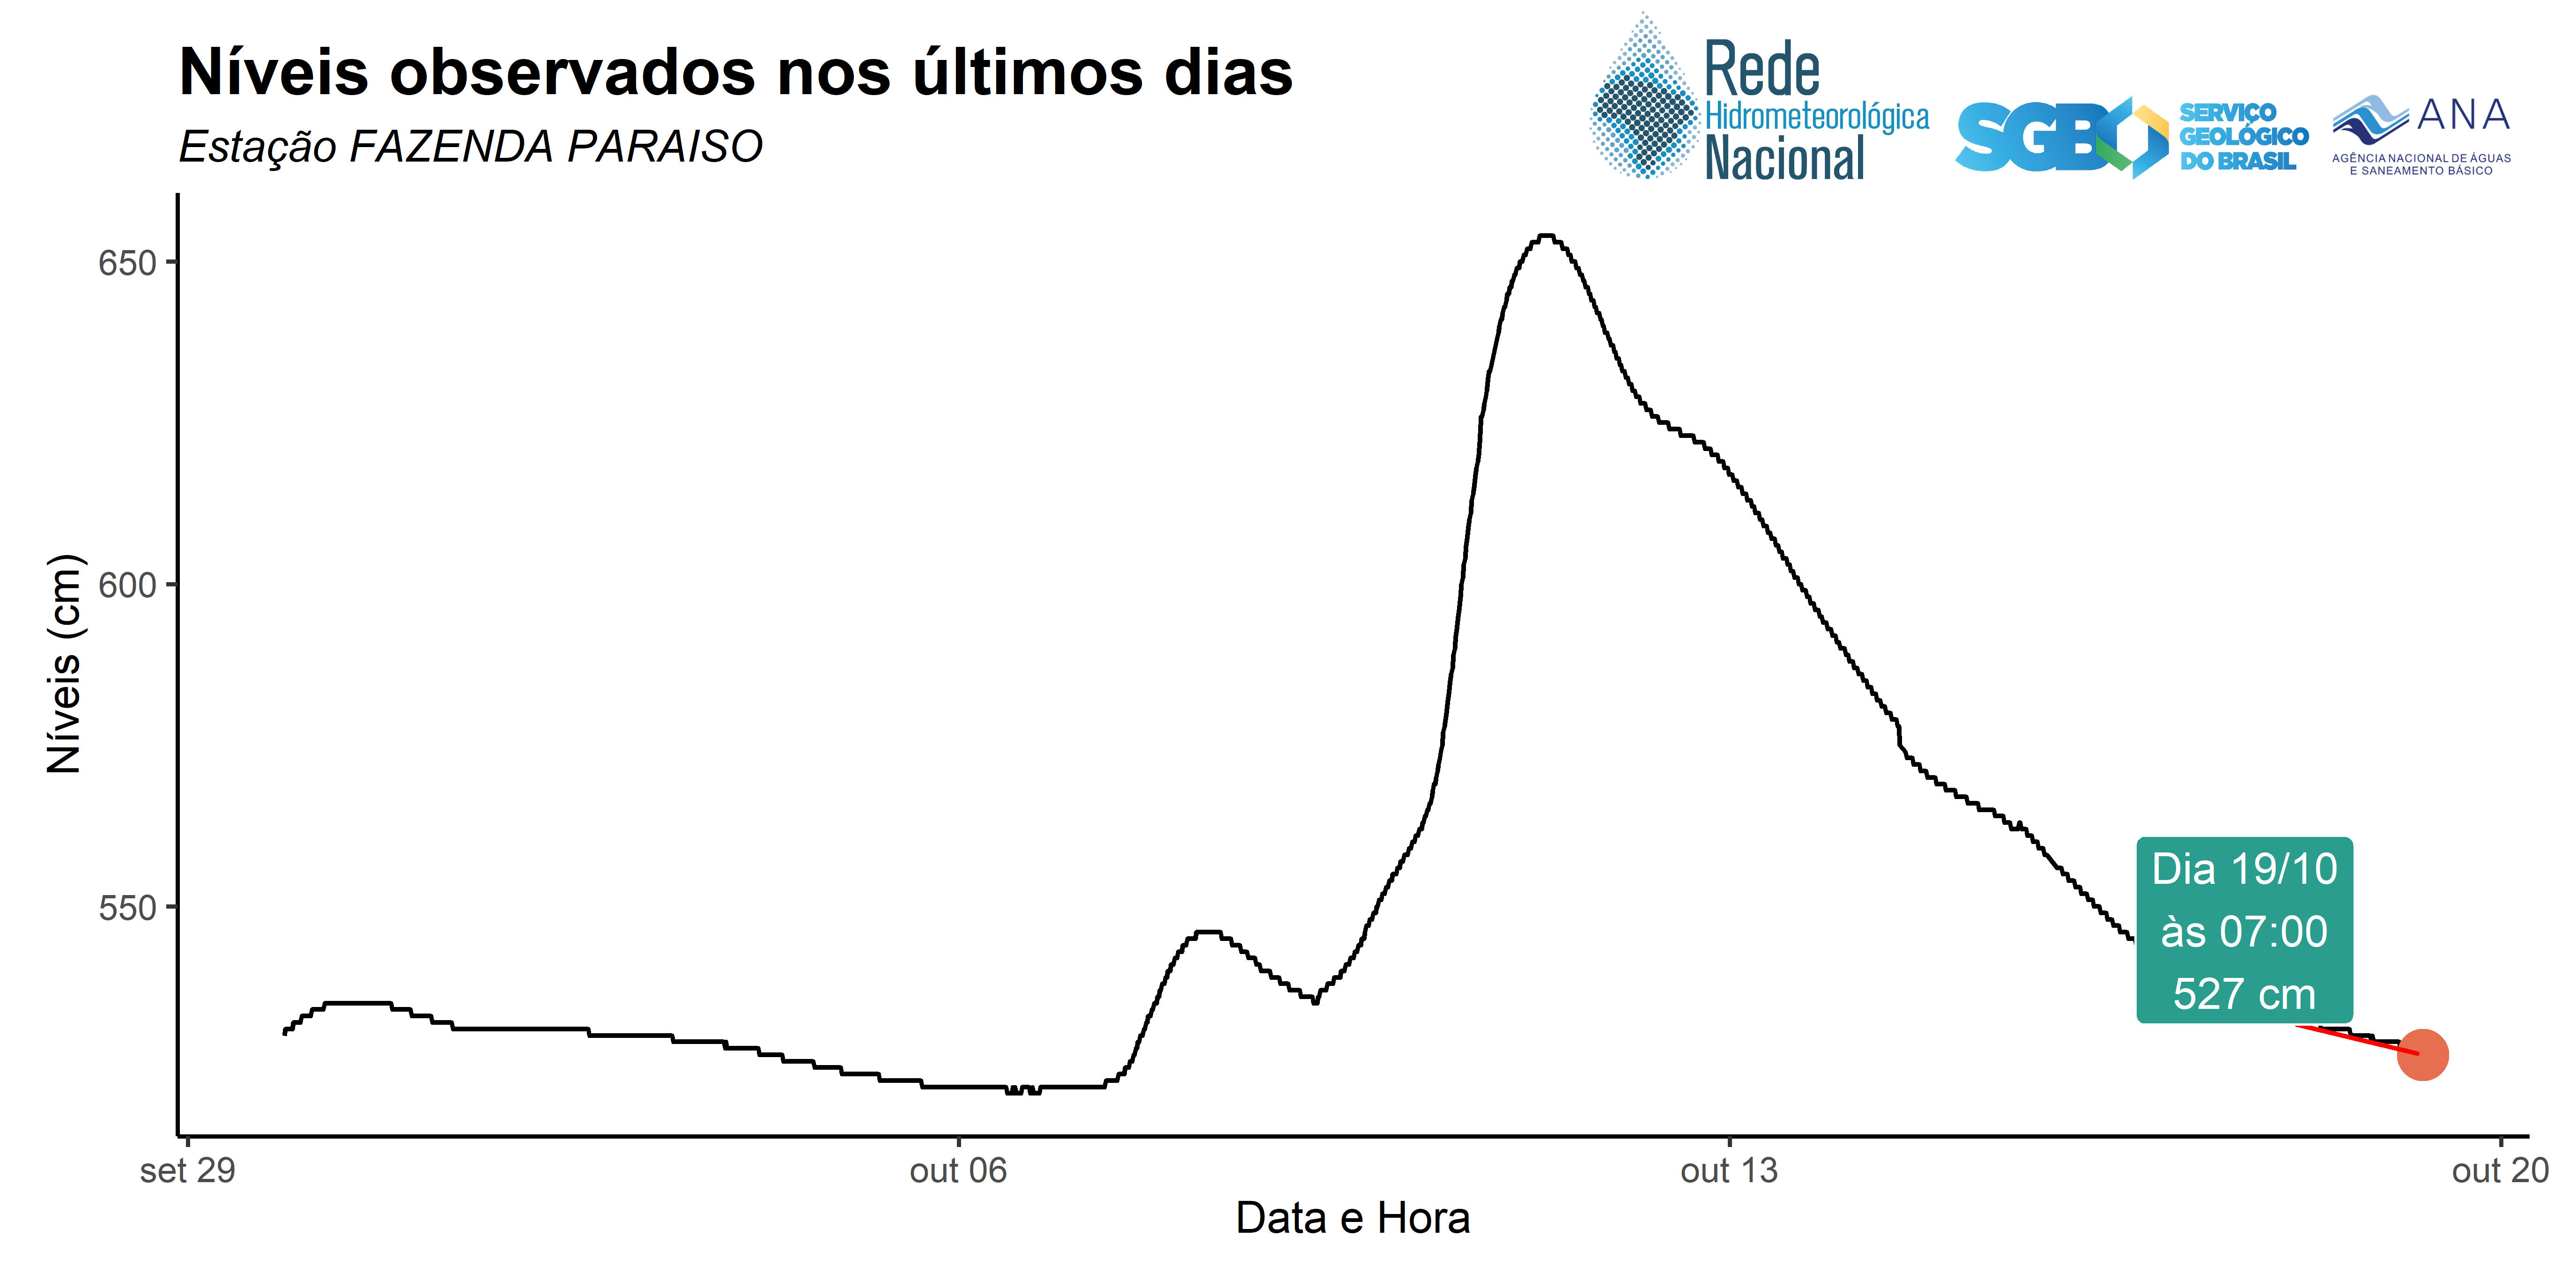 Níveis observados nos últimos dias
Estação FAZENDA PARAISO
Rede
Hidrometeorológica
Nacional
SGB
SERVIÇO
GEOLÓGICO
DO BRASIL
ANA
AGÊNCIA NACIONAL DE ÁGUAS
E SANEAMENTO BÁSICO
Níveis (cm)
650
600
550
Dia 19/10
às 07:00
527 cm
set 29
out 06
out 13
out 20
Data e Hora